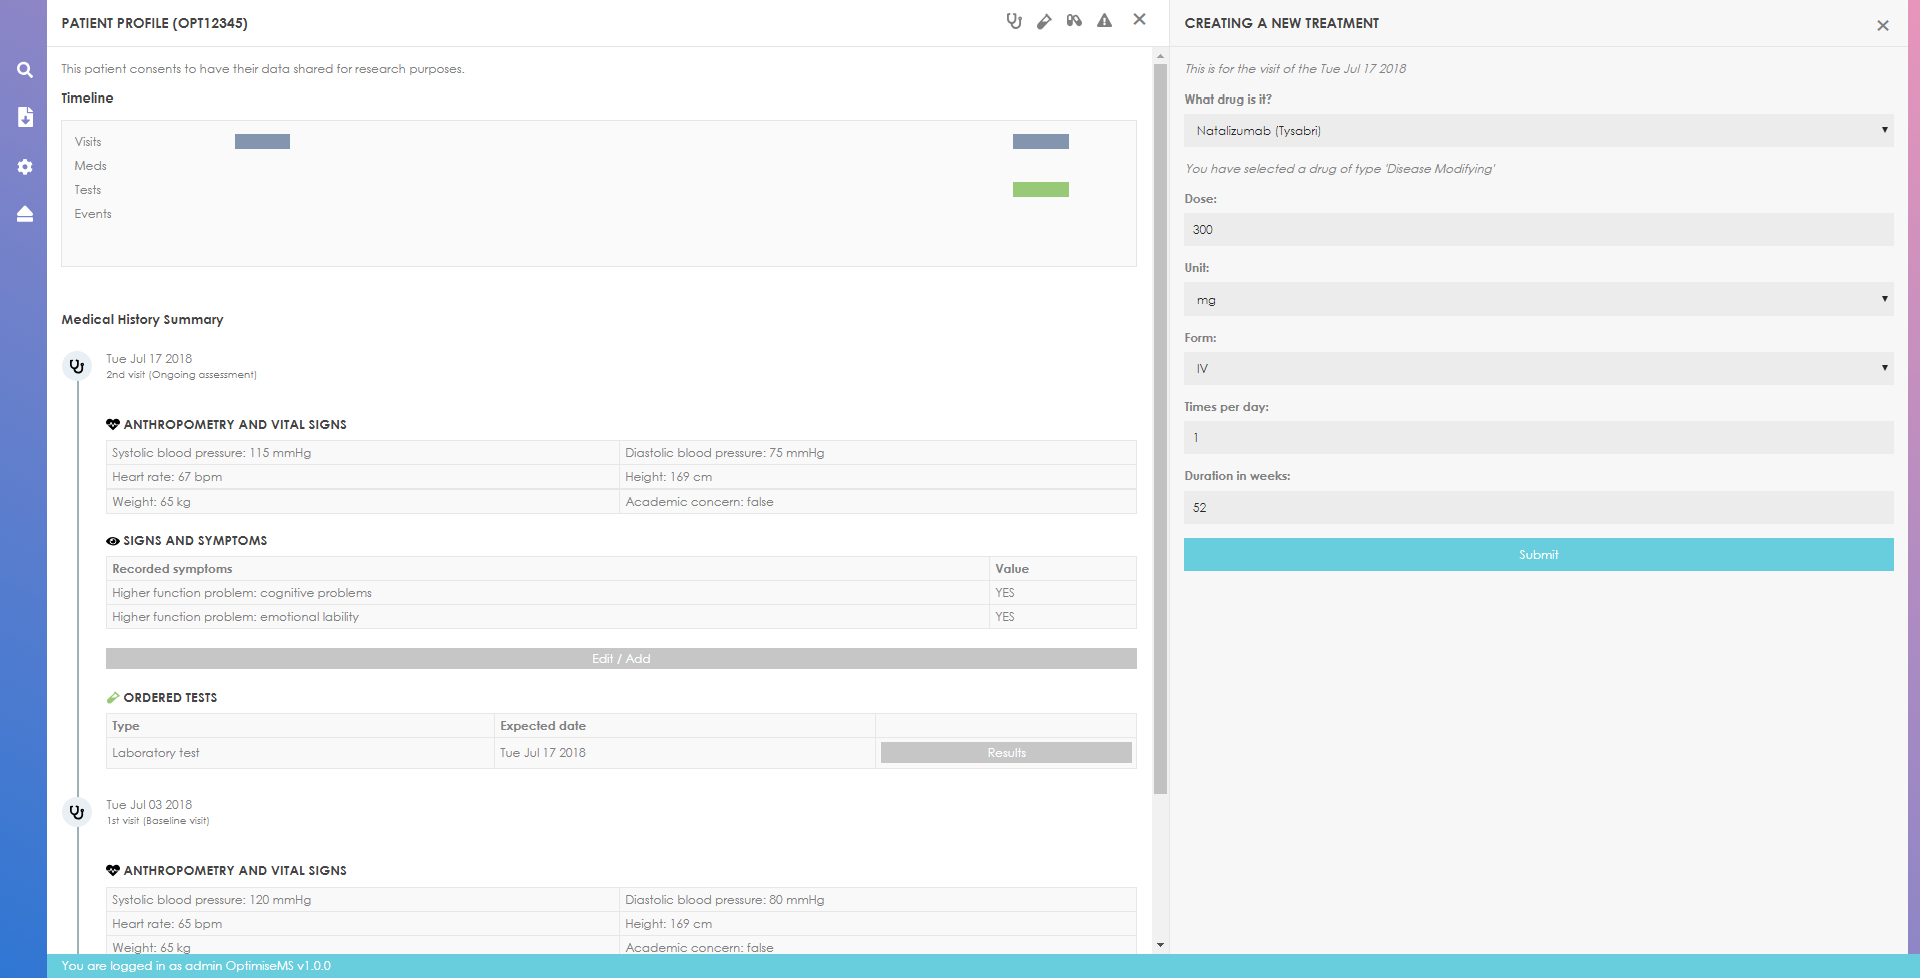 PATIENT PROFILE (OPT12345)
This patient consents to have their data shared for research purposes.
Timeline
Visits
Meds
Tests
Events
Medical History Summary
Tue Jul 17 2018
2nd visit (Ongoing assessment)
ANTHROPOMETRY AND VITAL SIGNS
Systolic blood pressure: 115 mmHg Diastolic blood pressure: 75 mmHg
Heart rate: 67 bpm Height: 169 cm
Weight: 65 kg Academic concern: false
SIGNS AND SYMPTOMS
Recorded symptoms Value
Higher function problem: cognitive problems YES
Higher function problem: emotional lability YES
Edit / Add
ORDERED TESTS
Type Expected date
Laboratory test Tue Jul 17 2018 Results
Tue Jul 03 2018
1st visit (Baseline visit)
ANTHROPOMETRY AND VITAL SIGNS
Systolic blood pressure: 120 mmHg Diastolic blood pressure: 80 mmHg
Heart rate: 65 bpm Height: 169 cm
Weight: 65 kg Academic concern: false
You are logged in as admin OptimiseMS v1.0.0
CREATING A NEW TREATMENT
This is for the visit of the Tue Jul 17 2018
What drug is it?
Natalizumab (Tysabri)
You have selected a drug of type 'Disease Modifying'
Dose:
300
Unit:
mg
Form:
IV
Times per day:
1
Duration in weeks:
52
Submit